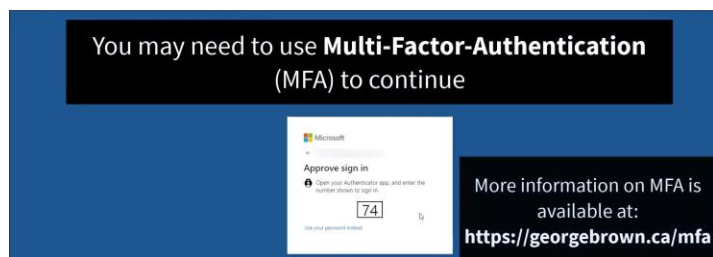 You may need to use Multi-Factor-Authentication
(MFA) to continue
Microsoft
Approve sign in
Open your Authenticator app, and enter the
number shown to sign in.
74
Use your password instead
More information on MFA is
available at:
https://georgebrown.ca/mfa